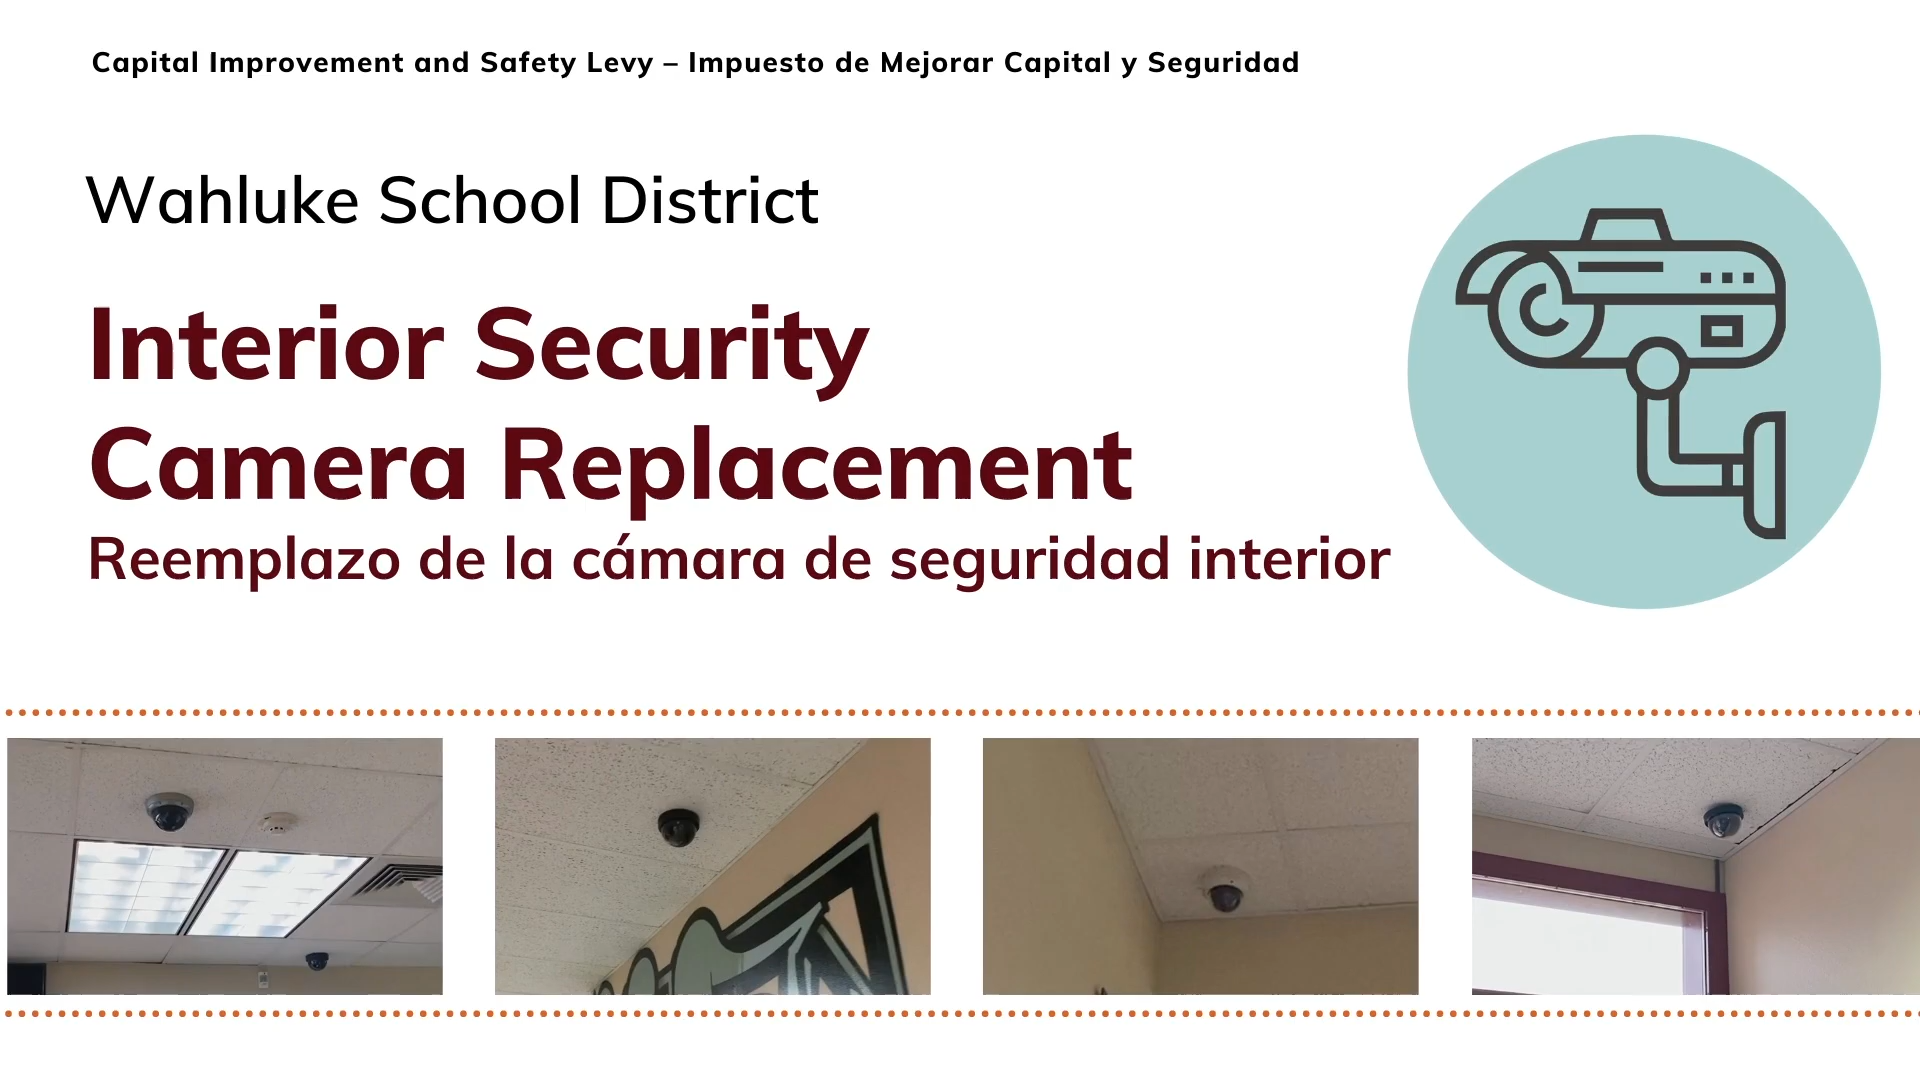 Capital Improvement and Safety Levy – Impuesto de Mejorar Capital y Seguridad
Wahluke School District
Interior Security
Camera Replacement
Reemplazo de la cámara de seguridad interior